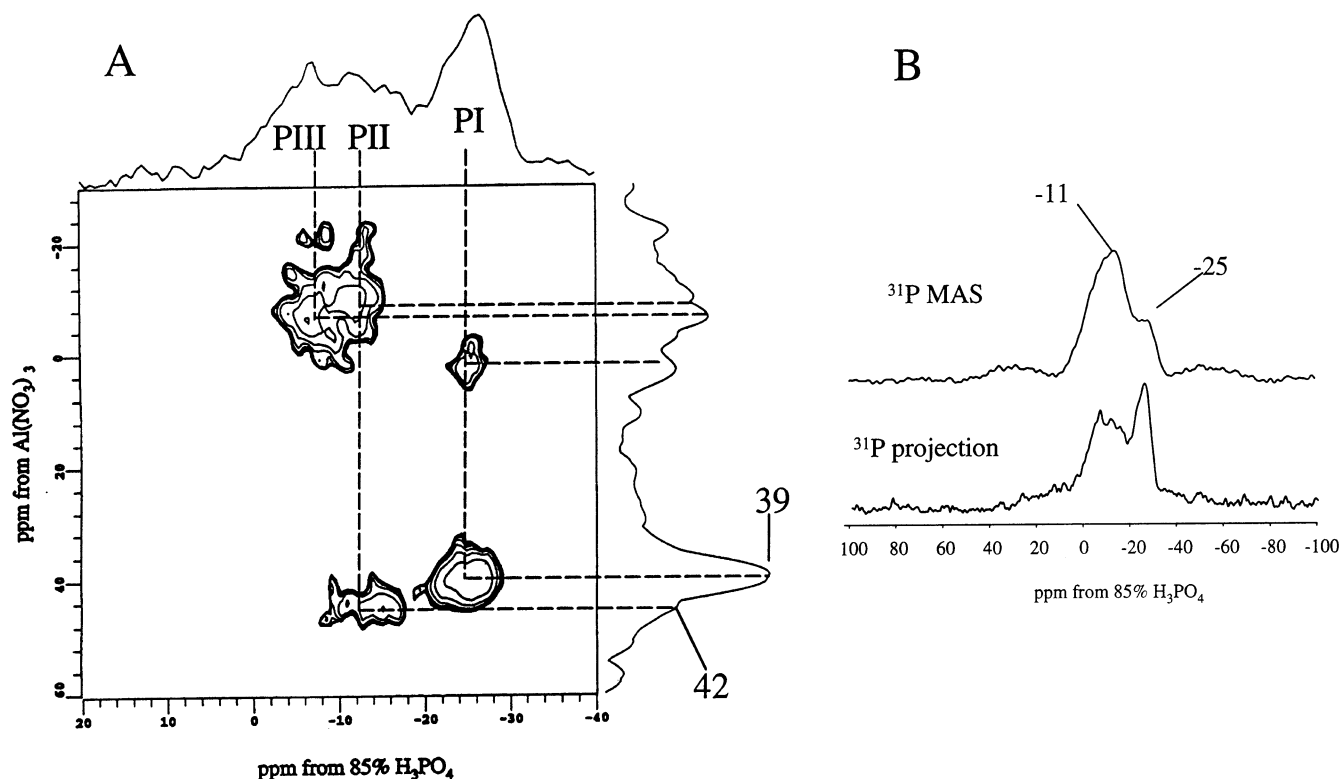 A
B
PIII
PII
PI
-20
0
20
40
60
ppm from Al(NO₃)₃
39
42
20
0
-10
-20
-30
-40
ppm from 85% H₃PO₄
-11
-25
³¹P MAS
³¹P projection
100
80
60
40
20
0
-20
-40
-60
-80
-100
ppm from 85% H₃PO₄